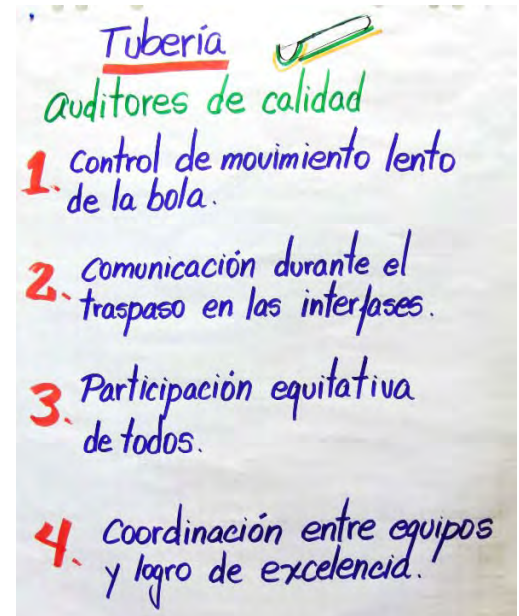 Tubería
auditores de calidad
1. Control de movimiento lento
de la bola.
2. Comunicación durante el
traspaso en las interfases.
3. Participación equitativa
de todos.
4. Coordinación entre equipos
y logro de excelencia.